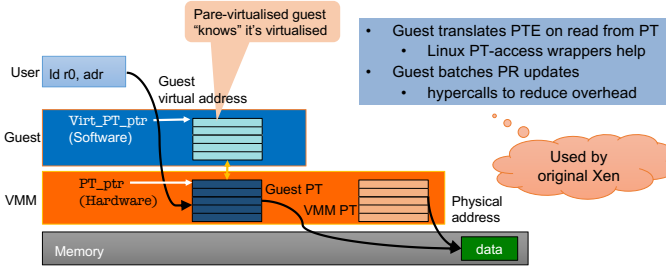 Pare-virtualised guest
"knows" it's virtualised
• Guest translates PTE on read from PT
• Linux PT-access wrappers help
• Guest batches PR updates
• hypercalls to reduce overhead
User
ld r0, adr
Guest
virtual address
Virt_PT_ptr
(Software)
Guest
Used by
original Xen
PT_ptr
(Hardware)
VMM
Guest PT
VMM PT
Physical
address
Memory
data